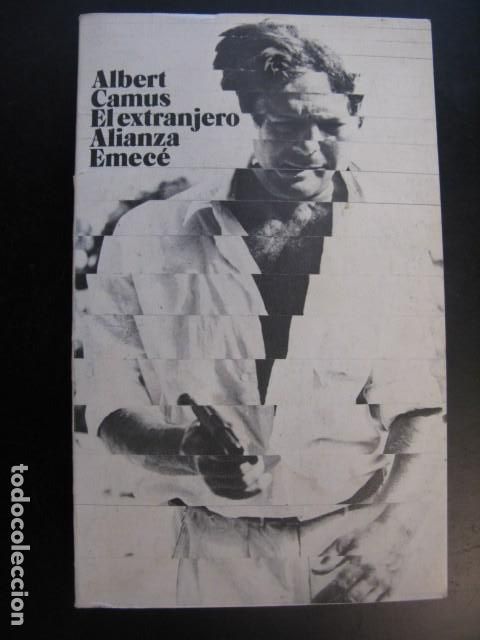 Albert
Camus
El extranjero
Alianza
Emecé
todocoleccion